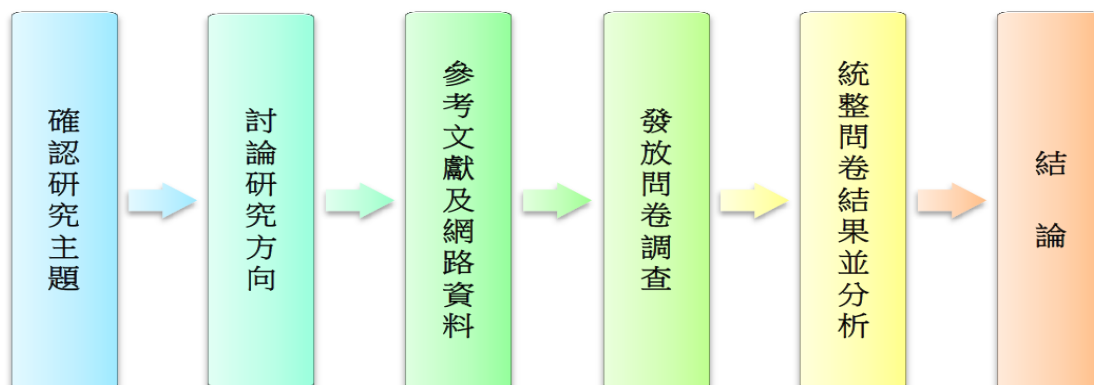 確認研究主題
討論研究方向
參考文獻及網路資料
發放問卷調查
統整問卷結果並分析
結論